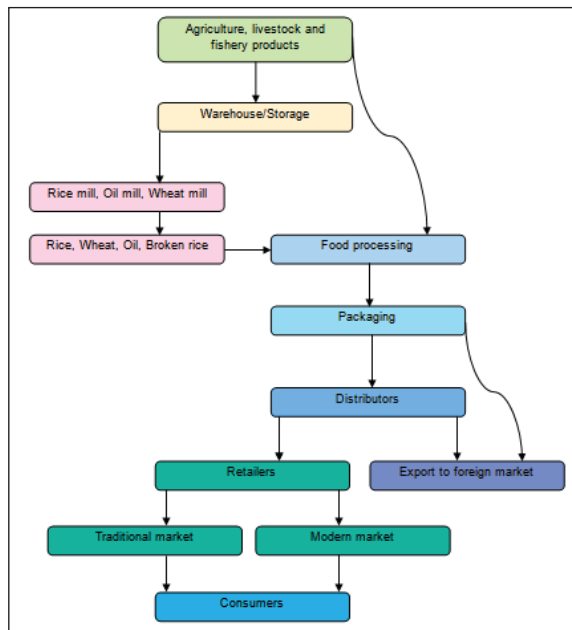 Agriculture, livestock and
fishery products
Warehouse/Storage
Rice mill, Oil mill, Wheat mill
Rice, Wheat, Oil, Broken rice
Food processing
Packaging
Distributors
Retailers
Export to foreign market
Traditional market
Modern market
Consumers